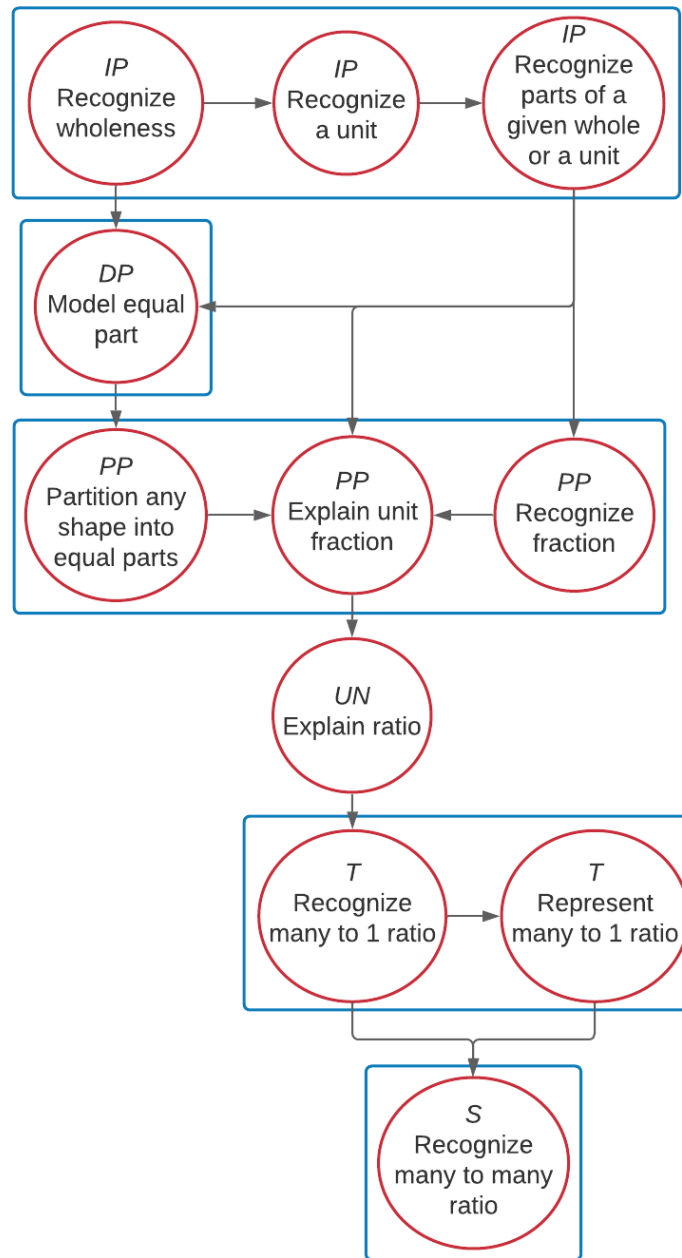 IP
Recognize
wholeness
IP
Recognize
a unit
IP
Recognize
parts of a
given whole
or a unit
DP
Model equal
part
PP
Partition any
shape into
equal parts
PP
Explain unit
fraction
PP
Recognize
fraction
UN
Explain ratio
T
Recognize
many to 1 ratio
T
Represent
many to 1 ratio
S
Recognize
many to many
ratio